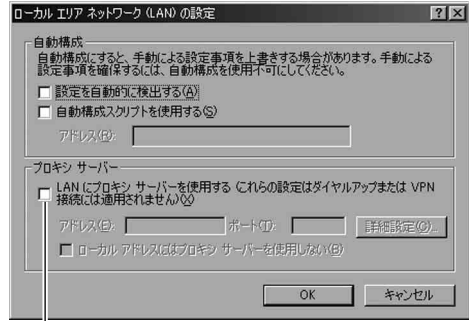 ローカル エリア ネットワーク (LAN) の設定
自動構成
自動構成にすると、手動による設定事項を上書きする場合があります。手動による
設定事項を確保するには、自動構成を使用不可にしてください。
設定を自動的に検出する(A)
自動構成スクリプトを使用する(S)
アドレス(R):
プロキシ サーバー
LAN にプロキシ サーバーを使用する (これらの設定はダイヤルアップまたは VPN
接続には適用されません)(X)
アドレス(E): ポート(T): 詳細設定(C)...
ローカル アドレスにはプロキシ サーバーを使用しない(B)
OK キャンセル